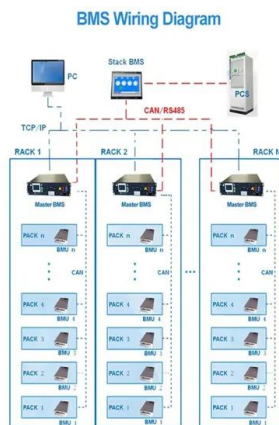 BMS Wiring Diagram
PC
Stack BMS
PCS
CAN/RS485
TCP/IP
RACK 1
RACK 2
RACK N
Master BMS
Master BMS
Master BMS
PACK n
BMU n
PACK n
BMU n
PACK n
BMU n
CAN
CAN
CAN
PACK 4
BMU 4
PACK 4
BMU 4
PACK 4
BMU 4
PACK 3
BMU 3
PACK 3
BMU 3
PACK 3
BMU 3
PACK 2
BMU 2
PACK 2
BMU 2
PACK 2
BMU 2
PACK 1
BMU 1
PACK 1
BMU 1
PACK 1
BMU 1